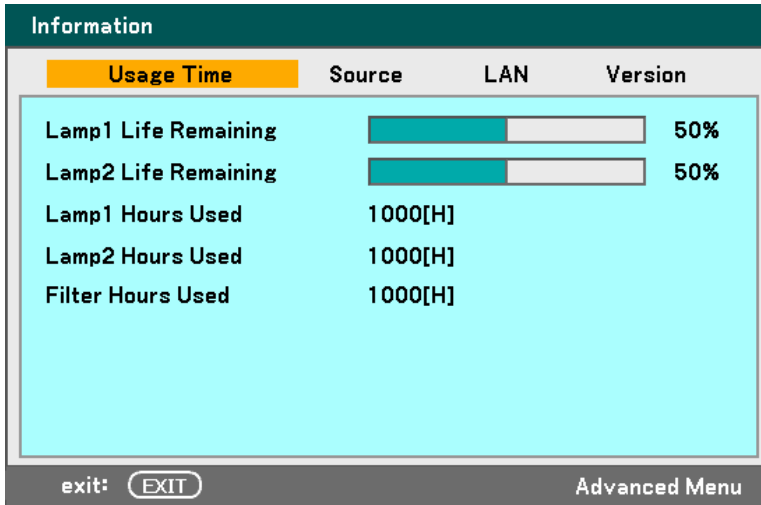 Information
Usage Time Source LAN Version
Lamp1 Life Remaining 50%
Lamp2 Life Remaining 50%
Lamp1 Hours Used 1000[H]
Lamp2 Hours Used 1000[H]
Filter Hours Used 1000[H]
exit: EXIT Advanced Menu